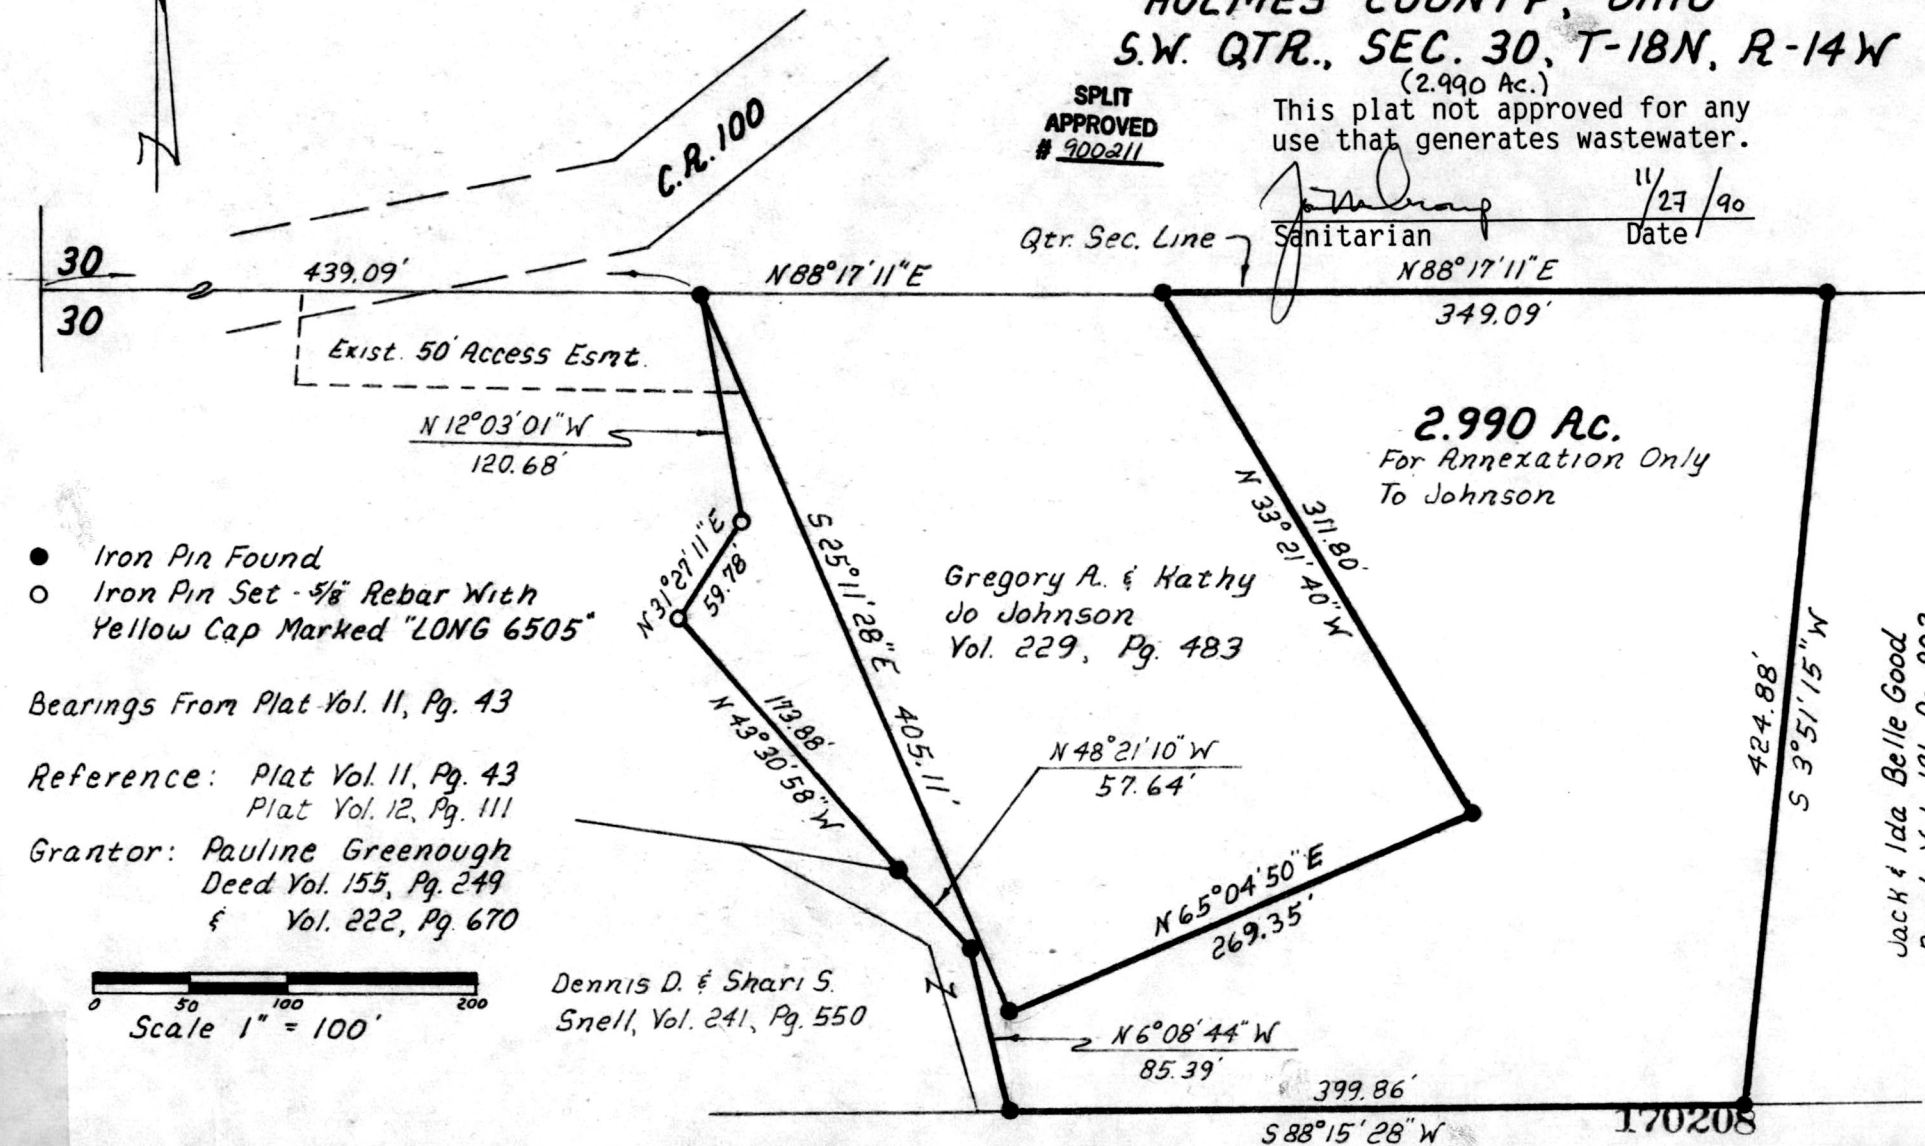 HOLMES COUNTY, OHIO
S.W. QTR., SEC. 30, T-18N, R-14W
(2.990 Ac.)
SPLIT
APPROVED
# 900211
This plat not approved for any
use that generates wastewater.
11/27/90
Sanitarian
Date
C.R. 100
Qtr. Sec. Line
30
30
439.09'
N88°17'11"E
N88°17'11"E
349.09'
Exist. 50' Access Esmt.
N12°03'01"W
120.68'
2.990 Ac.
For Annexation Only
To Johnson
N 33°21'40"W
311.80'
S 25°11'28"E 405.11'
N31°27'11"E
59.78'
● Iron Pin Found
○ Iron Pin Set - 5/8" Rebar With
Yellow Cap Marked "LONG 6505"
Gregory A. & Kathy
Jo Johnson
Vol. 229, Pg. 483
424.88'
S 3°51'15"W
Jack & Ida Belle Good
Bearings From Plat Vol. 11, Pg. 43
173.88'
N 43°30'58"W
N48°21'10"W
57.64'
Reference: Plat Vol. 11, Pg. 43
Plat Vol. 12, Pg. 111
Grantor: Pauline Greenough
Deed Vol. 155, Pg. 249
& Vol. 222, Pg. 670
N65°04'50"E
269.35'
0 50 100 200
Scale 1" = 100'
Dennis D. & Shari S.
Snell, Vol. 241, Pg. 550
N6°08'44"W
85.39'
399.86'
S88°15'28"W
170208